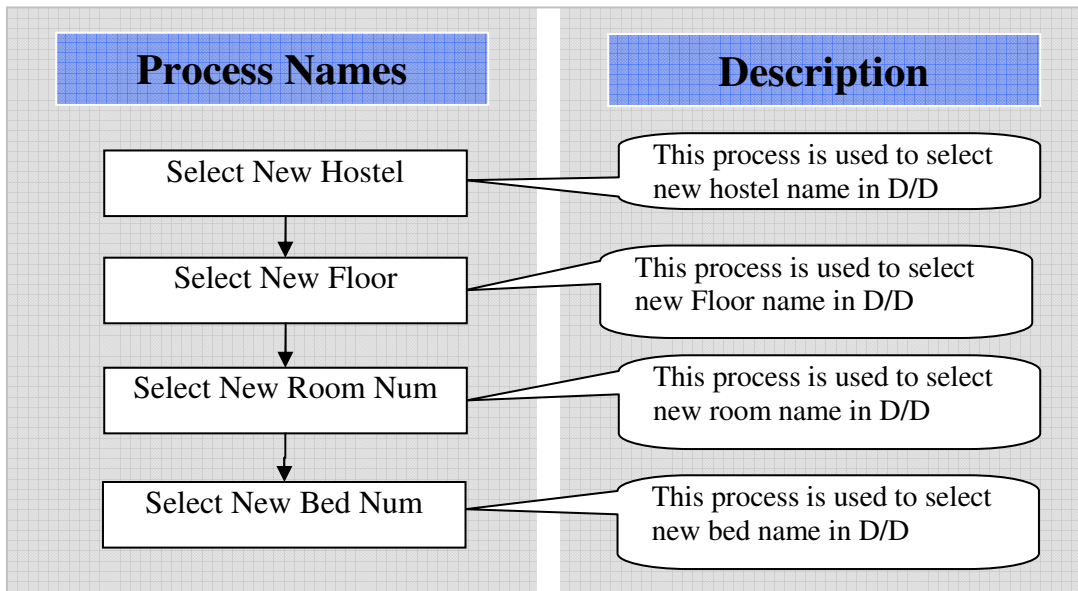 Process Names
Description
Select New Hostel
This process is used to select
new hostel name in D/D
Select New Floor
This process is used to select
new Floor name in D/D
Select New Room Num
This process is used to select
new room name in D/D
Select New Bed Num
This process is used to select
new bed name in D/D